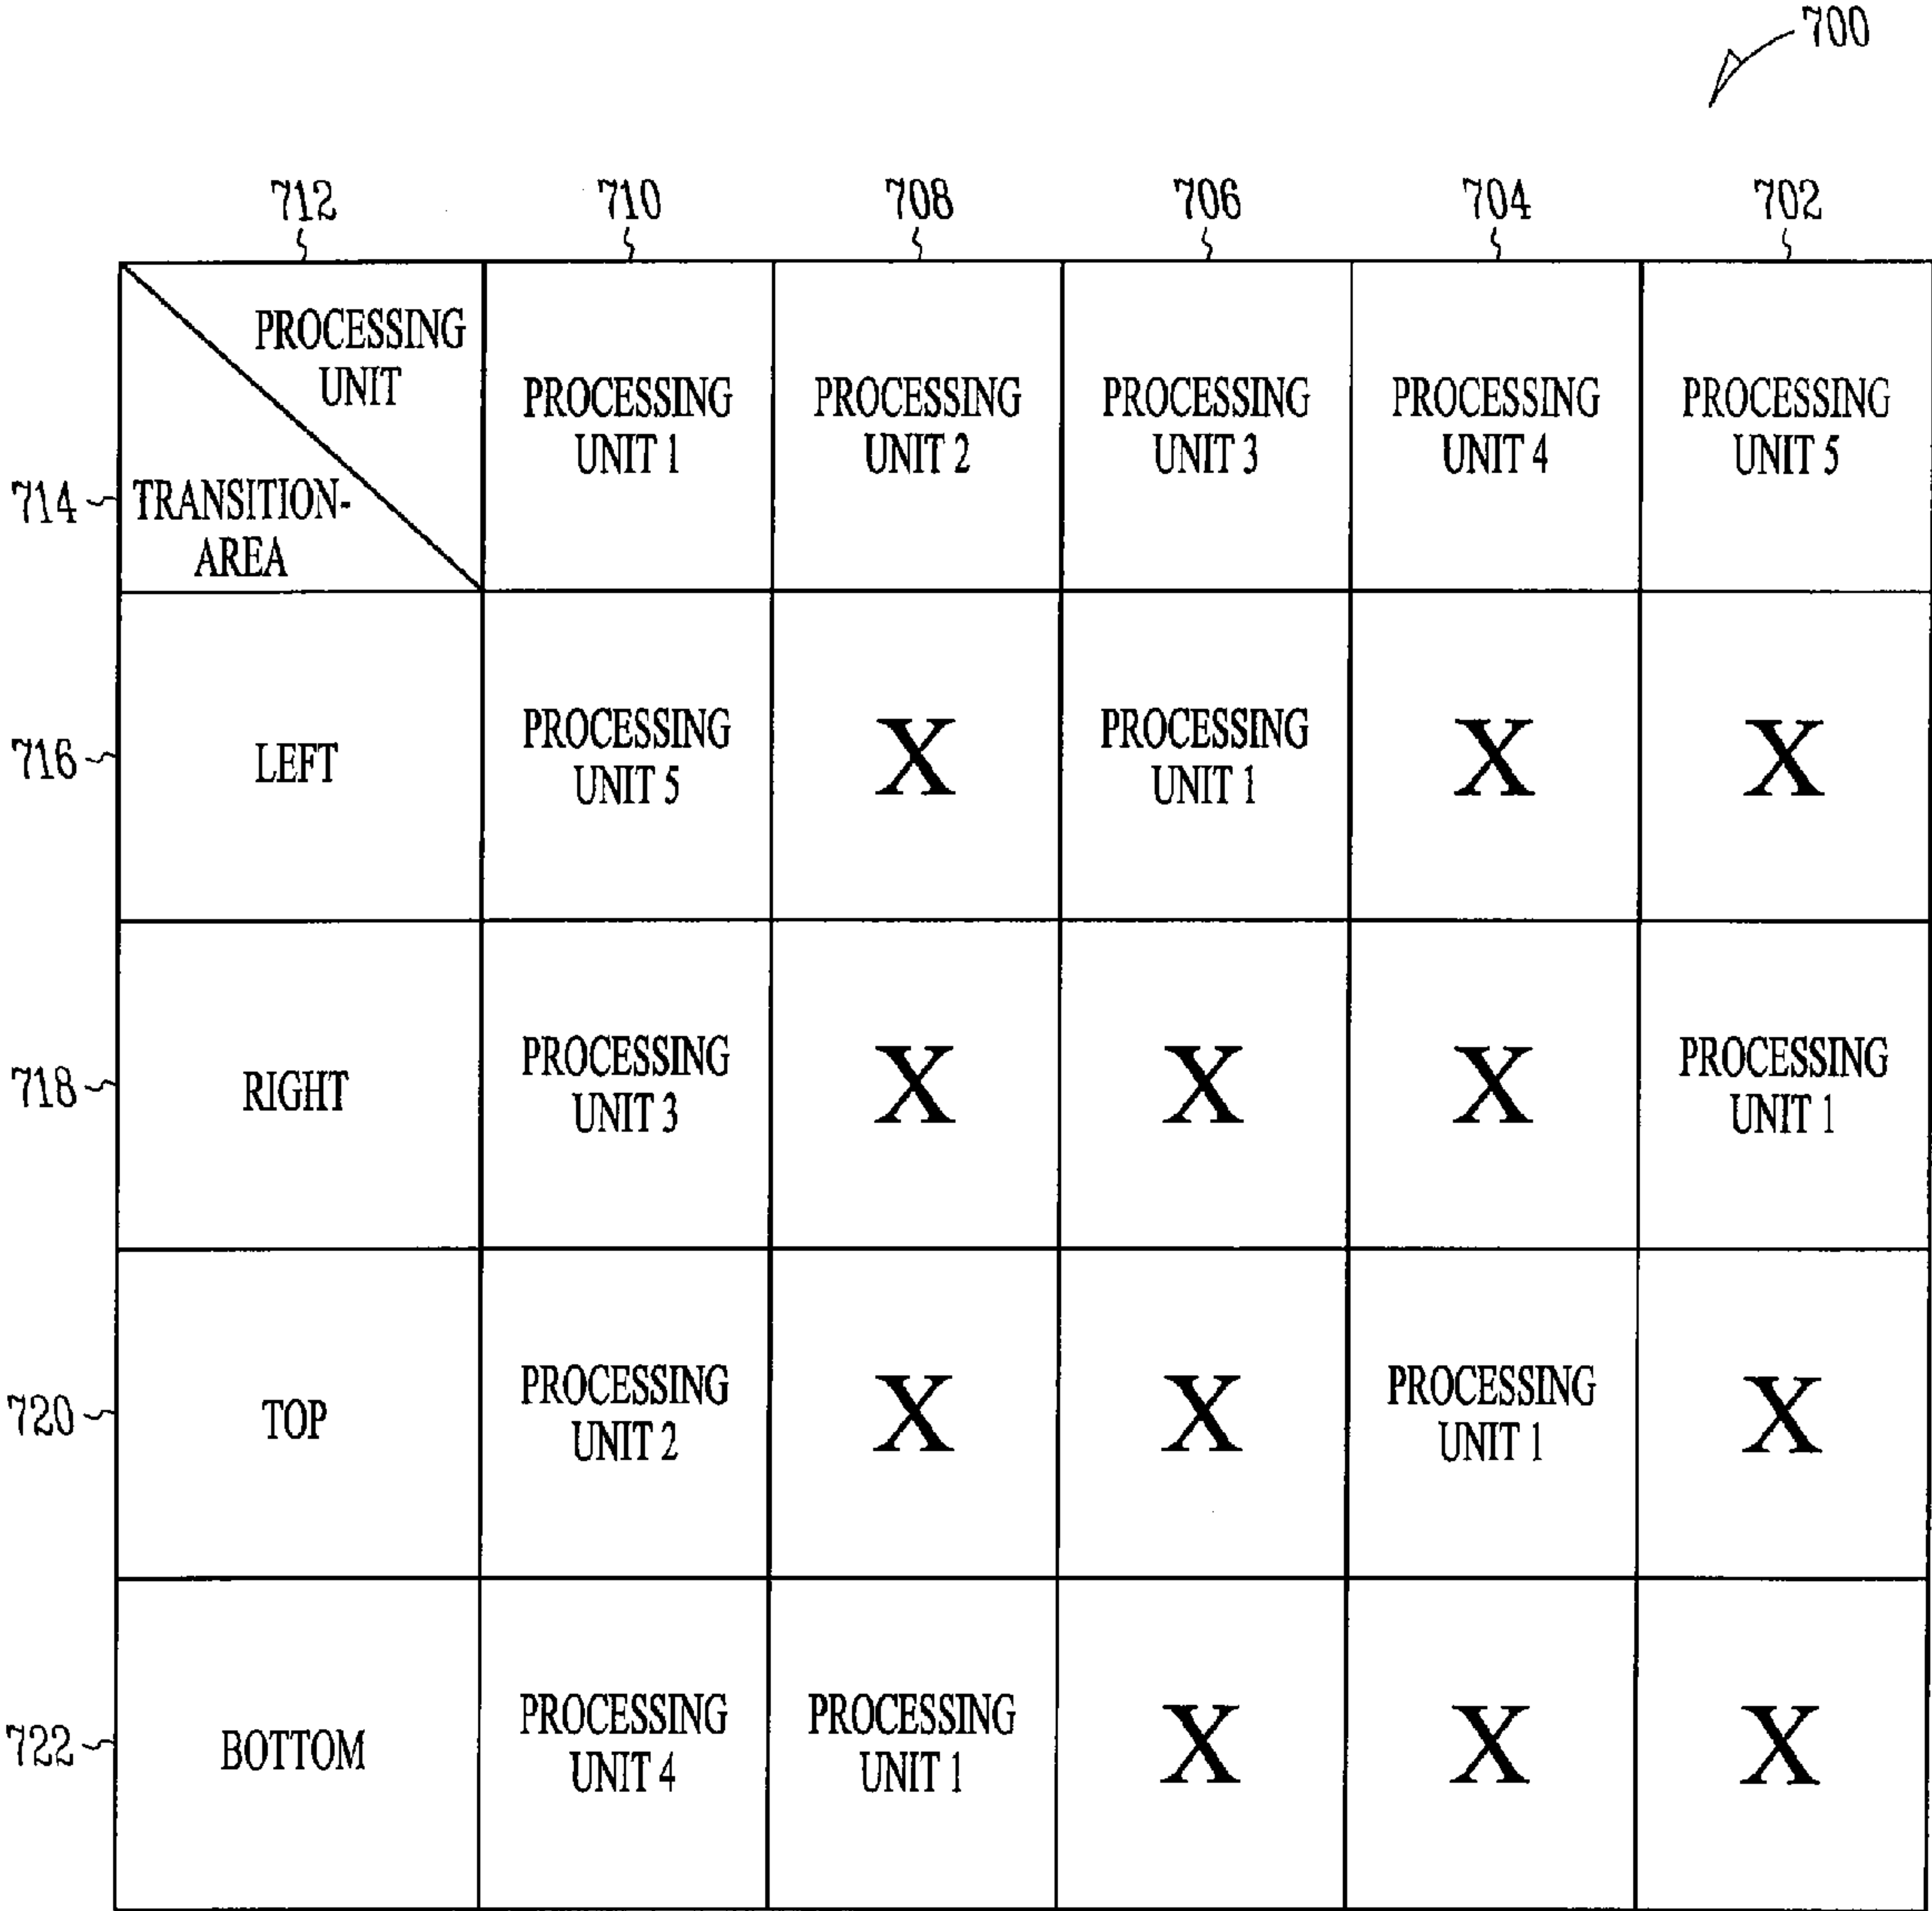 700
712 710 708 706 704 702
PROCESSING
UNIT
714 TRANSITION-
AREA
PROCESSING
UNIT 1
PROCESSING
UNIT 2
PROCESSING
UNIT 3
PROCESSING
UNIT 4
PROCESSING
UNIT 5
716 LEFT
PROCESSING
UNIT 5
X
PROCESSING
UNIT 1
X
X
718 RIGHT
PROCESSING
UNIT 3
X
X
X
PROCESSING
UNIT 1
720 TOP
PROCESSING
UNIT 2
X
X
PROCESSING
UNIT 1
X
722 BOTTOM
PROCESSING
UNIT 4
PROCESSING
UNIT 1
X
X
X